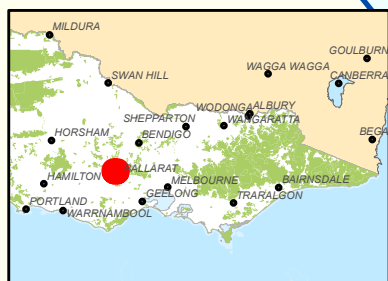 MILDURA
GOULBURN
SWAN HILL
WAGGA WAGGA
CANBERRA
WODONGA
ALBURY
SHEPPARTON
WANGARATTA
HORSHAM
BENDIGO
BEGA
BALLARAT
HAMILTON
MELBOURNE
BAIRNSDALE
PORTLAND
GEELONG
TRARALGON
WARRNAMBOOL